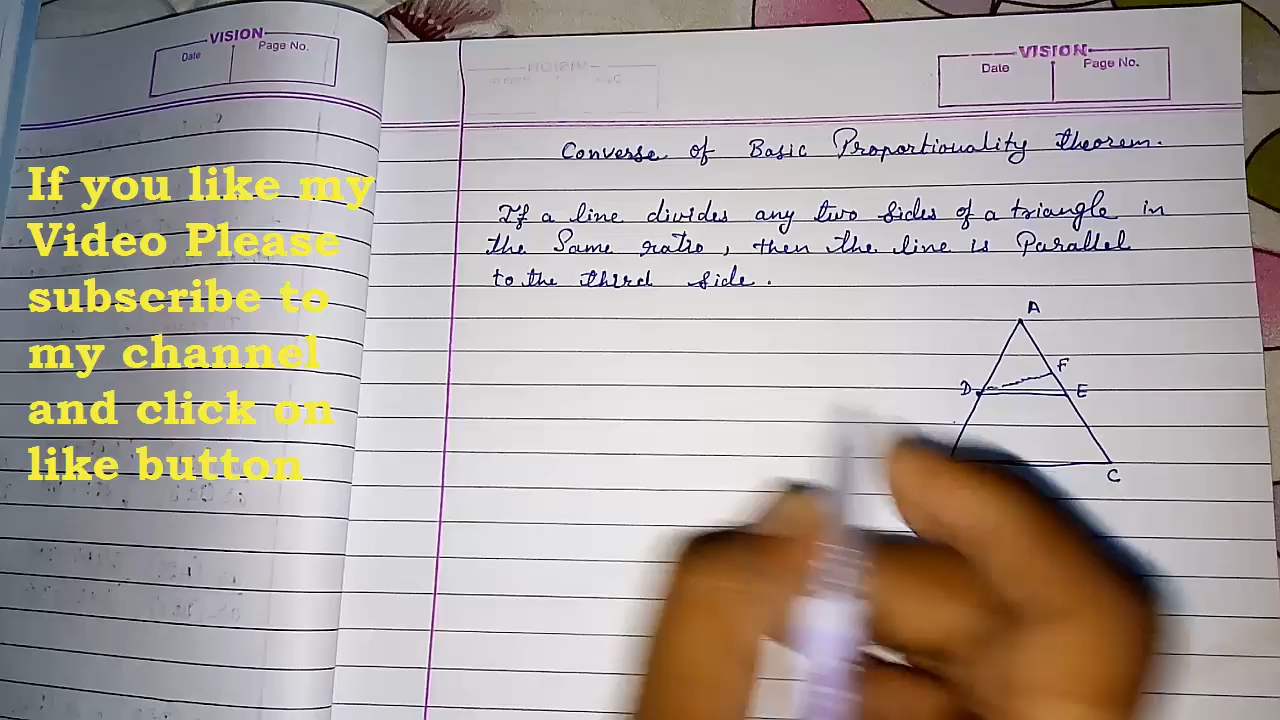 VISION
Date
Page No.
VISION
Date
Page No.
Converse of Basic Proportionality theorem.
If a line divides any two sides of a triangle in
the Same ratio, then the line is Parallel
to the third side.
A
F
D
E
C
If you like my
Video Please
subscribe to
my channel
and click on
like button